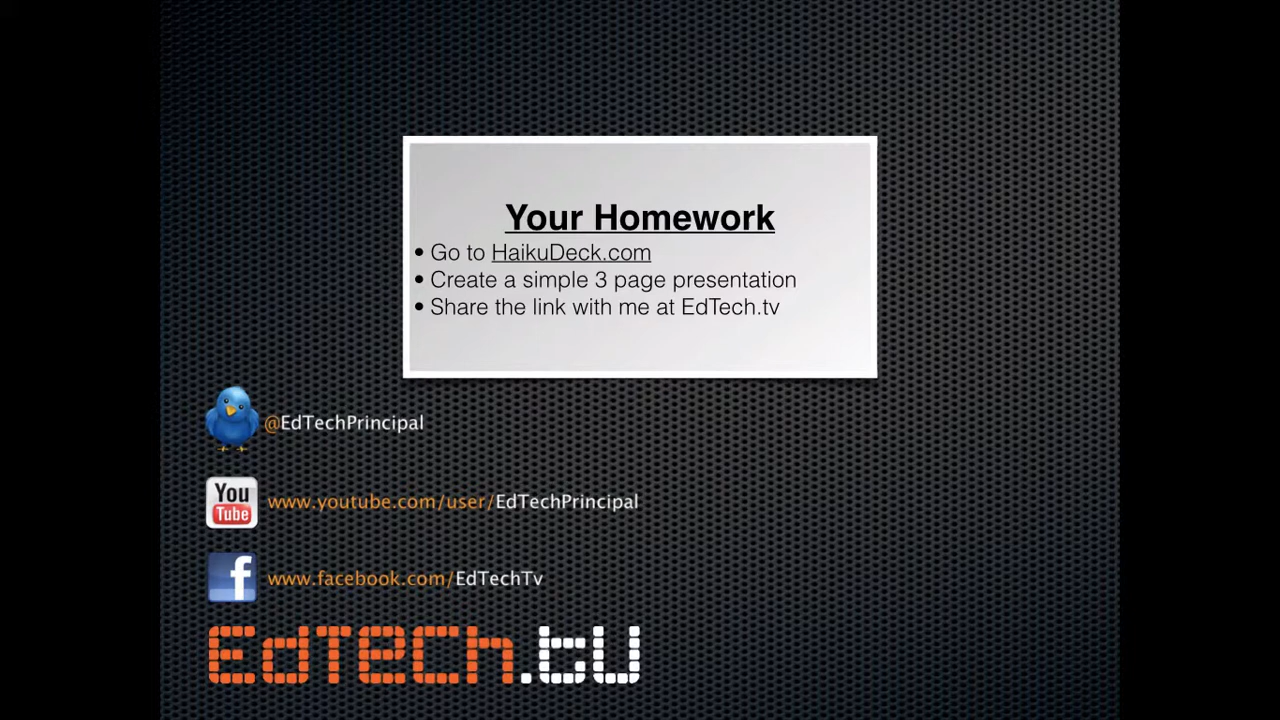 Your Homework
• Go to HaikuDeck.com
• Create a simple 3 page presentation
• Share the link with me at EdTech.tv
@EdTechPrincipal
You
Tube
www.youtube.com/user/EdTechPrincipal
f
www.facebook.com/EdTechTv
EdTech.tv